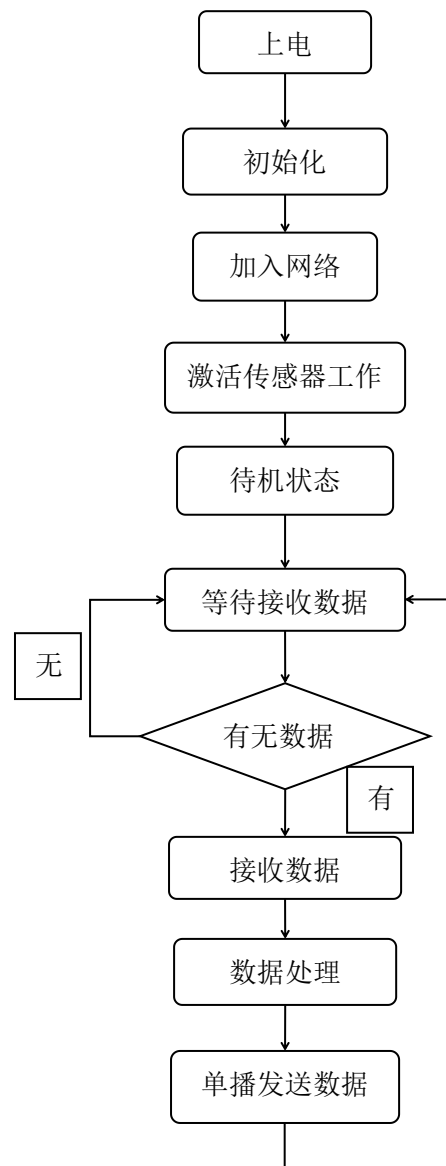 上电
初始化
加入网络
激活传感器工作
待机状态
等待接收数据
无
有无数据
有
接收数据
数据处理
单播发送数据